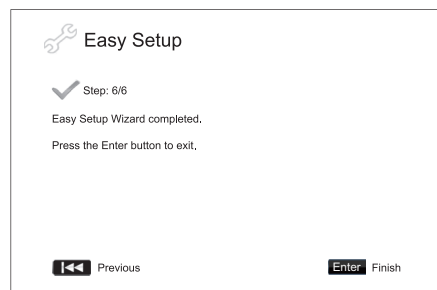 Easy Setup
Step: 6/6
Easy Setup Wizard completed.
Press the Enter button to exit.
Previous
Enter Finish